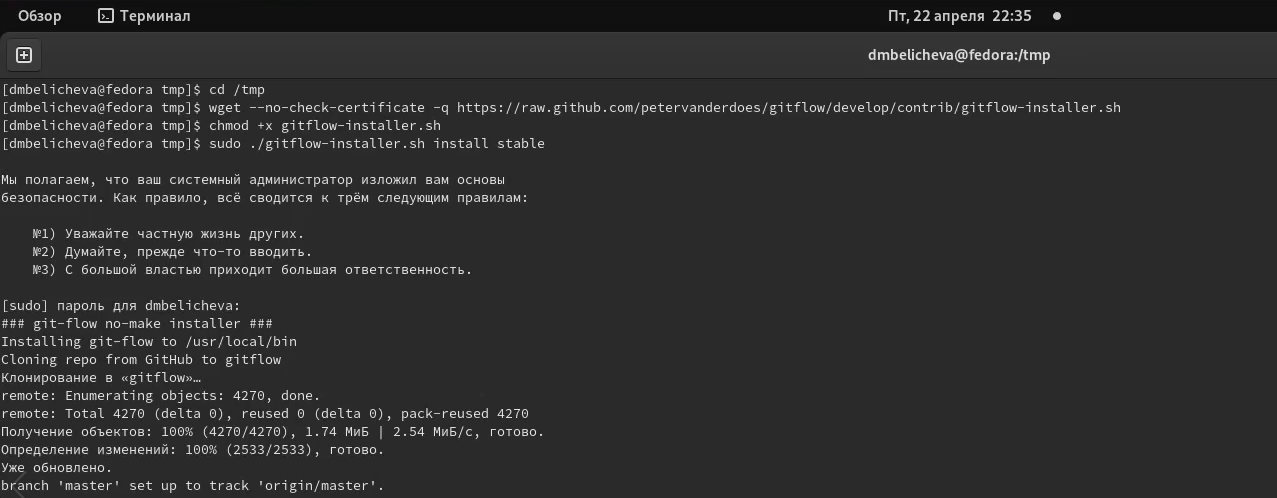 Обзор Терминал Пт, 22 апреля 22:35
dmbelicheva@fedora:/tmp
[dmbelicheva@fedora tmp]$ cd /tmp
[dmbelicheva@fedora tmp]$ wget --no-check-certificate -q https://raw.github.com/petervanderdoes/gitflow/develop/contrib/gitflow-installer.sh
[dmbelicheva@fedora tmp]$ chmod +x gitflow-installer.sh
[dmbelicheva@fedora tmp]$ sudo ./gitflow-installer.sh install stable
Мы полагаем, что ваш системный администратор изложил вам основы
безопасности. Как правило, всё сводится к трём следующим правилам:
№1) Уважайте частную жизнь других.
№2) Думайте, прежде что-то вводить.
№3) С большой властью приходит большая ответственность.
[sudo] пароль для dmbelicheva:
### git-flow no-make installer ###
Installing git-flow to /usr/local/bin
Cloning repo from GitHub to gitflow
Клонирование в «gitflow»…
remote: Enumerating objects: 4270, done.
remote: Total 4270 (delta 0), reused 0 (delta 0), pack-reused 4270
Получение объектов: 100% (4270/4270), 1.74 МиБ | 2.54 МиБ/с, готово.
Определение изменений: 100% (2533/2533), готово.
Уже обновлено.
branch 'master' set up to track 'origin/master'.